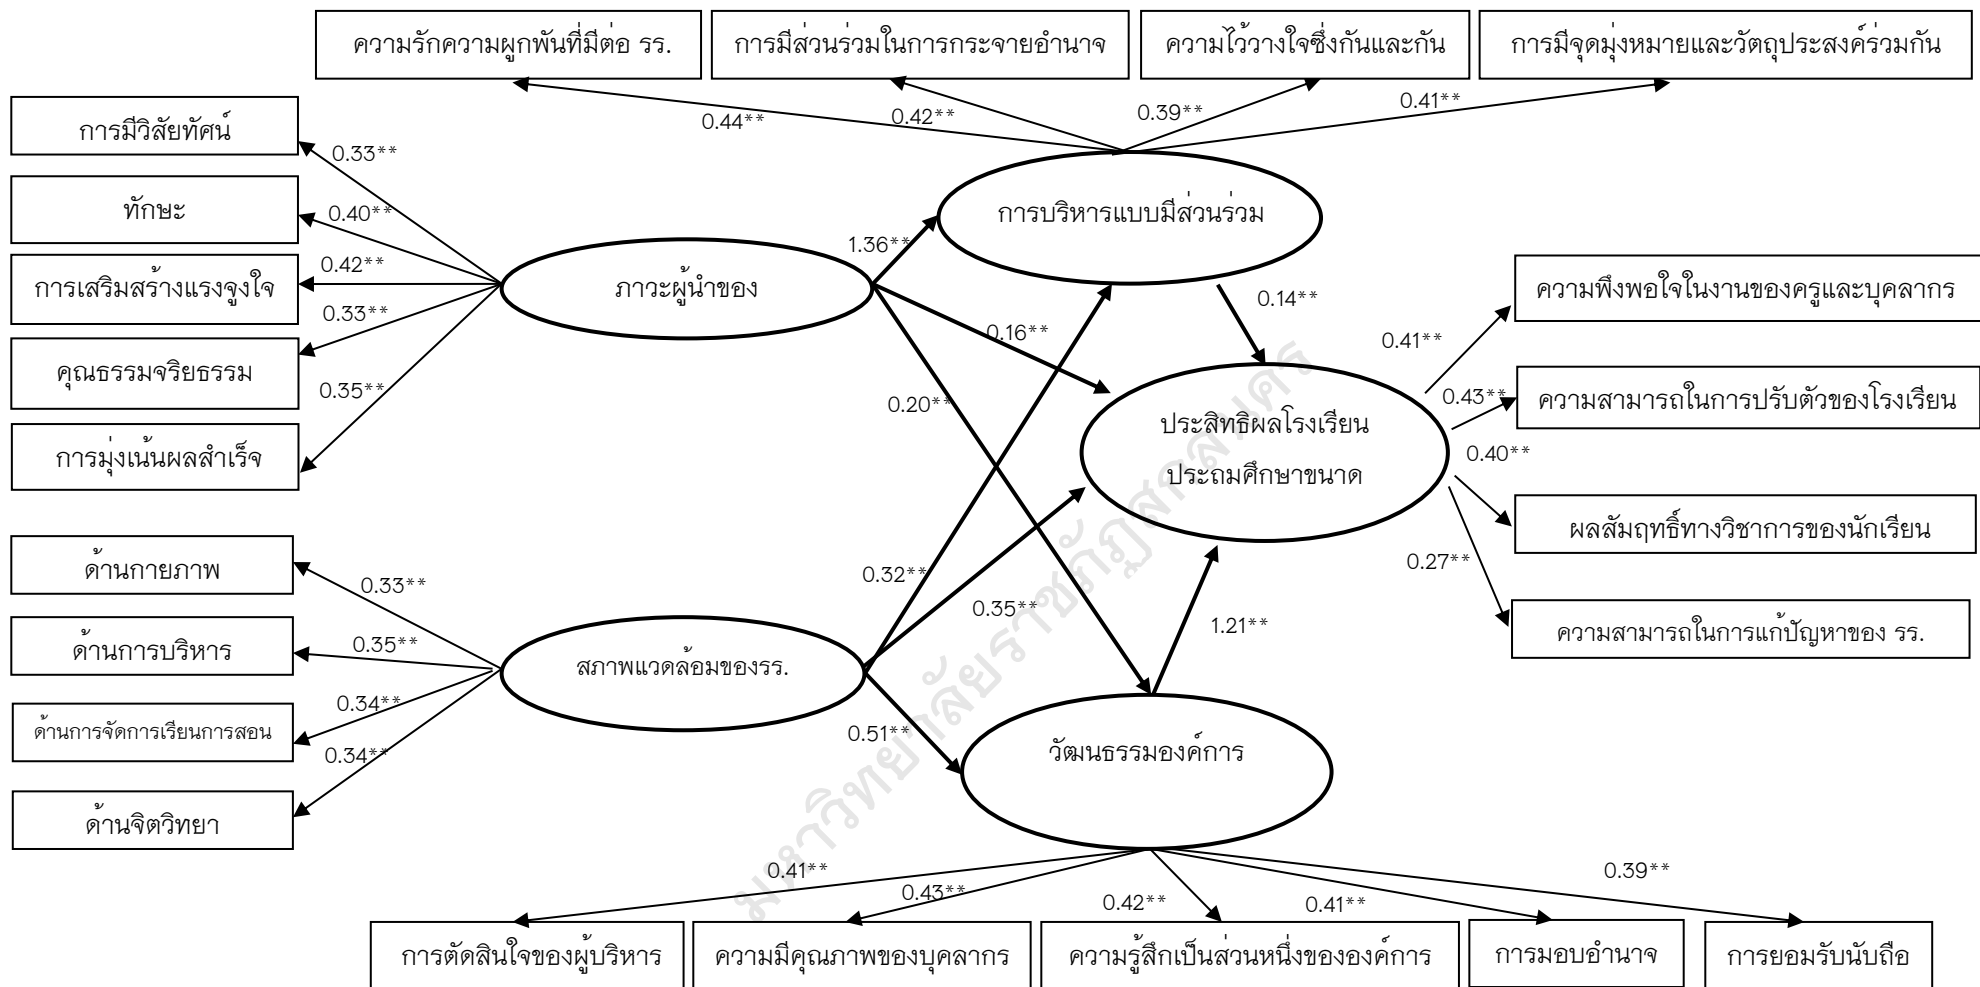 ความรักความผูกพันที่มีต่อ รร.
การมีส่วนร่วมในการกระจายอำนาจ
ความไว้วางใจซึ่งกันและกัน
การมีจุดมุ่งหมายและวัตถุประสงค์ร่วมกัน
0.44**
0.42**
0.39**
0.41**
การมีวิสัยทัศน์
ทักษะ
การเสริมสร้างแรงจูงใจ
คุณธรรมจริยธรรม
การมุ่งเน้นผลสำเร็จ
0.33**
0.40**
0.42**
0.33**
0.35**
ภาวะผู้นำของ
การบริหารแบบมีส่วนร่วม
1.36**
0.16**
0.20**
0.14**
ประสิทธิผลโรงเรียน
ประถมศึกษาขนาด
0.41**
0.43**
0.40**
0.27**
ความพึงพอใจในงานของครูและบุคลากร
ความสามารถในการปรับตัวของโรงเรียน
ผลสัมฤทธิ์ทางวิชาการของนักเรียน
ความสามารถในการแก้ปัญหาของ รร.
ด้านกายภาพ
ด้านการบริหาร
ด้านการจัดการเรียนการสอน
ด้านจิตวิทยา
0.33**
0.35**
0.34**
0.34**
สภาพแวดล้อมของรร.
0.32**
0.35**
0.51**
1.21**
วัฒนธรรมองค์การ
0.41**
0.43**
0.42**
0.41**
0.39**
การตัดสินใจของผู้บริหาร
ความมีคุณภาพของบุคลากร
ความรู้สึกเป็นส่วนหนึ่งขององค์การ
การมอบอำนาจ
การยอมรับนับถือ
มหาวิทยาลัยราชภัฏสกลนคร